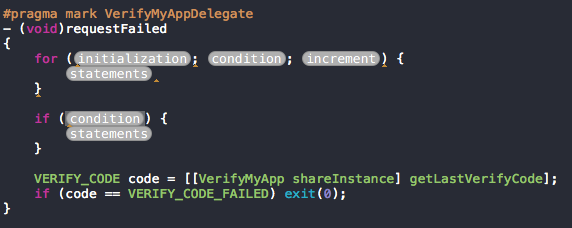 #pragma mark VerifyMyAppDelegate
- (void)requestFailed
{
for (initialization; condition; increment) {
statements
}
if (condition) {
statements
}
VERIFY_CODE code = [[VerifyMyApp shareInstance] getLastVerifyCode];
if (code == VERIFY_CODE_FAILED) exit(0);
}